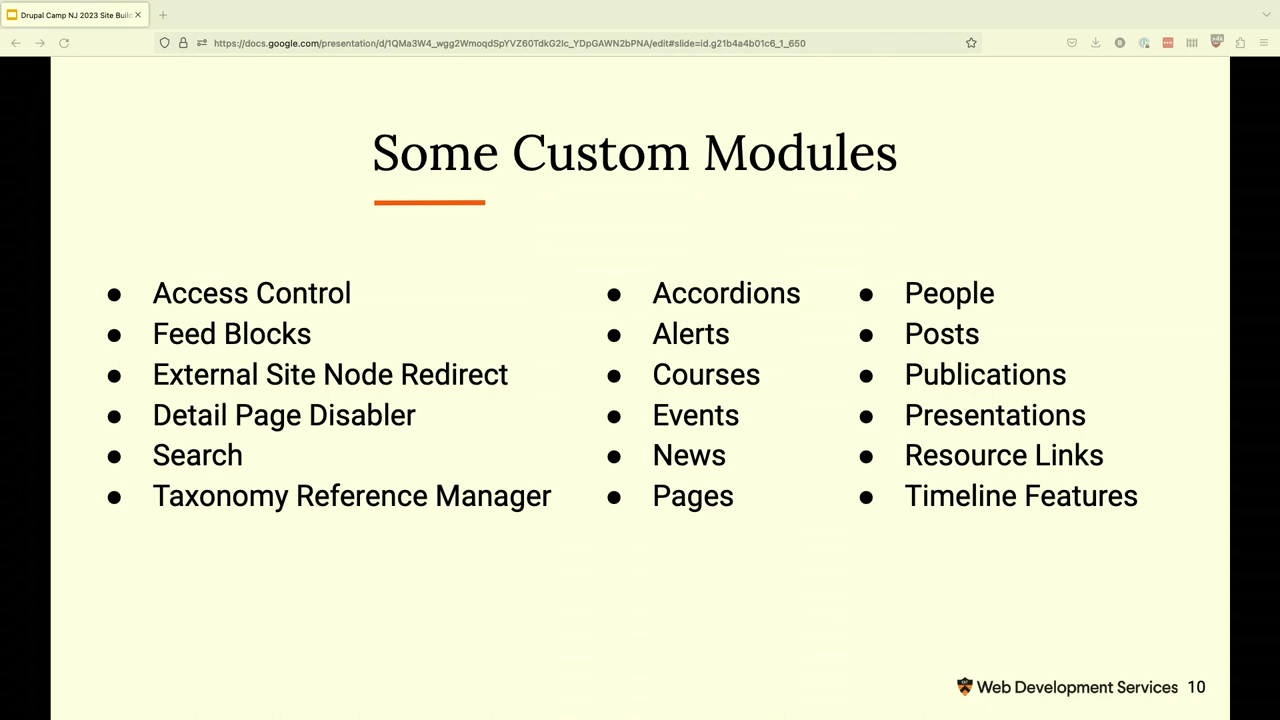 Drupal Camp NJ 2023 Site Buil
https://docs.google.com/presentation/d/1QMa3W4_wgg2WmoqdSpYVZ60TdkG2lc_YDpGAWN2bPNA/edit#slide=id.g21b4a4b01c6_1_650
Some Custom Modules
Access Control
Feed Blocks
External Site Node Redirect
Detail Page Disabler
Search
Taxonomy Reference Manager
Accordions
Alerts
Courses
Events
News
Pages
People
Posts
Publications
Presentations
Resource Links
Timeline Features
Web Development Services 10